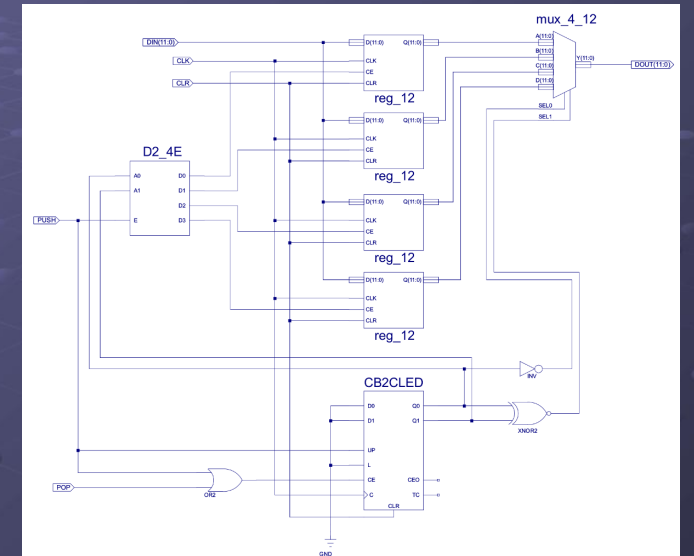 mux_4_12
DIN(11:0)
D(11:0) Q(11:0)
A(11:0)
B(11:0)
C(11:0)
D(11:0)
Y(11:0)
DOUT(11:0)
CLK
CLK
CE
CLR
CLR
reg_12
SEL0
SEL1
D(11:0) Q(11:0)
CLK
CE
CLR
reg_12
D2_4E
A0 D0
A1 D1
D2
E D3
PUSH
D(11:0) Q(11:0)
CLK
CE
CLR
reg_12
D(11:0) Q(11:0)
CLK
CE
CLR
reg_12
INV
CB2CLED
D0 Q0
D1 Q1
XNOR2
UP
L
CE CEO
C TC
CLR
POP
OR2
GND